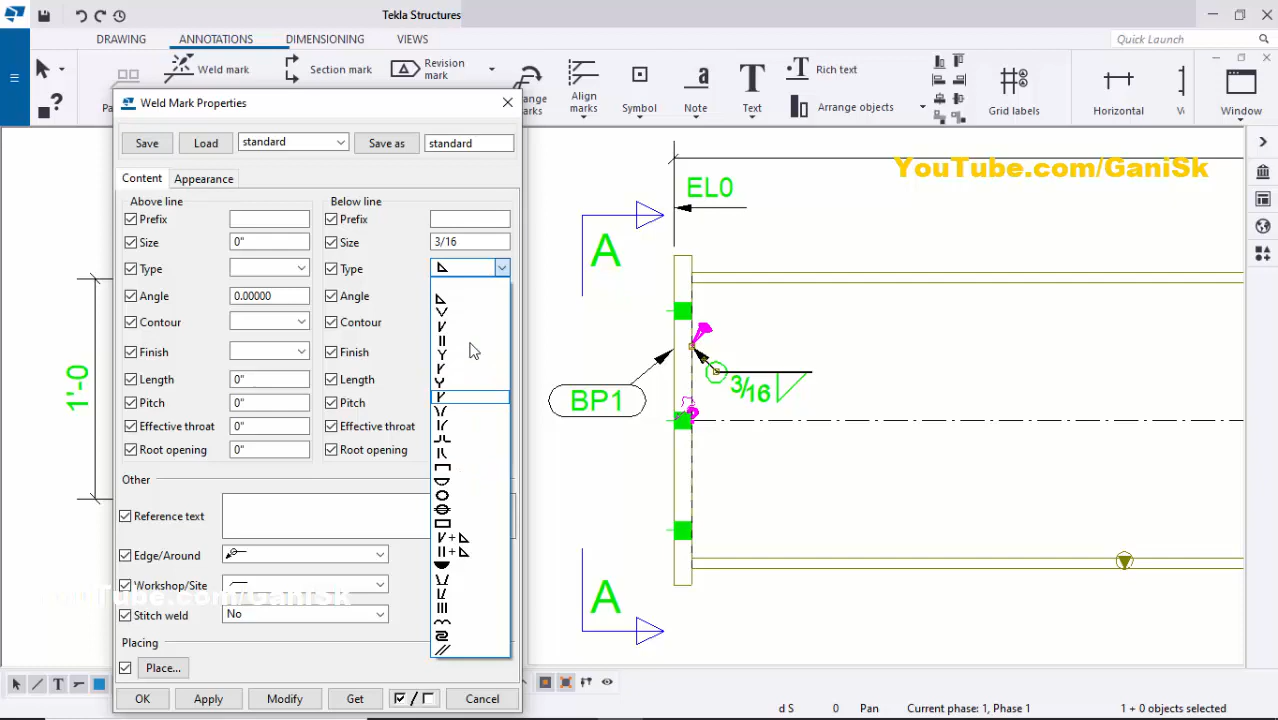 Tekla Structures
DRAWING
ANNOTATIONS
DIMENSIONING
VIEWS
Quick Launch
Weld mark
Section mark
Revision
mark
Align
marks
Symbol
Note
Text
Rich text
Arrange objects
Grid labels
Horizontal
Window
Weld Mark Properties
Save
Load
standard
Save as
standard
Content
Appearance
Above line
Below line
Prefix
Prefix
Size
0"
Size
3/16
Type
Type
Angle
0.00000
Angle
Contour
Contour
Finish
Finish
Length
0"
Length
Pitch
0"
Pitch
Effective throat
0"
Effective throat
Root opening
0"
Root opening
Other
Reference text
Edge/Around
Workshop/Site
Stitch weld
No
Placing
Place...
OK
Apply
Modify
Get
Cancel
YouTube.com/GaniSk
EL0
A
1'-0
BP1
3/16
A
YouTube.com/GaniSk
d S
0
Pan
Current phase: 1, Phase 1
1 + 0 objects selected